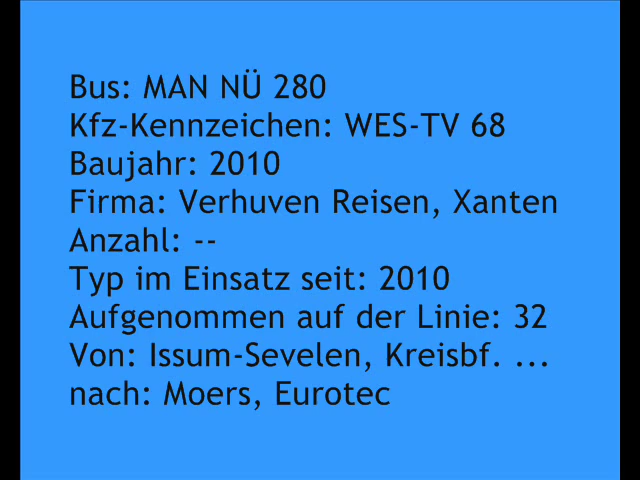 Bus: MAN NÜ 280
Kfz-Kennzeichen: WES-TV 68
Baujahr: 2010
Firma: Verhuven Reisen, Xanten
Anzahl: --
Typ im Einsatz seit: 2010
Aufgenommen auf der Linie: 32
Von: Issum-Sevelen, Kreisbf. ...
nach: Moers, Eurotec